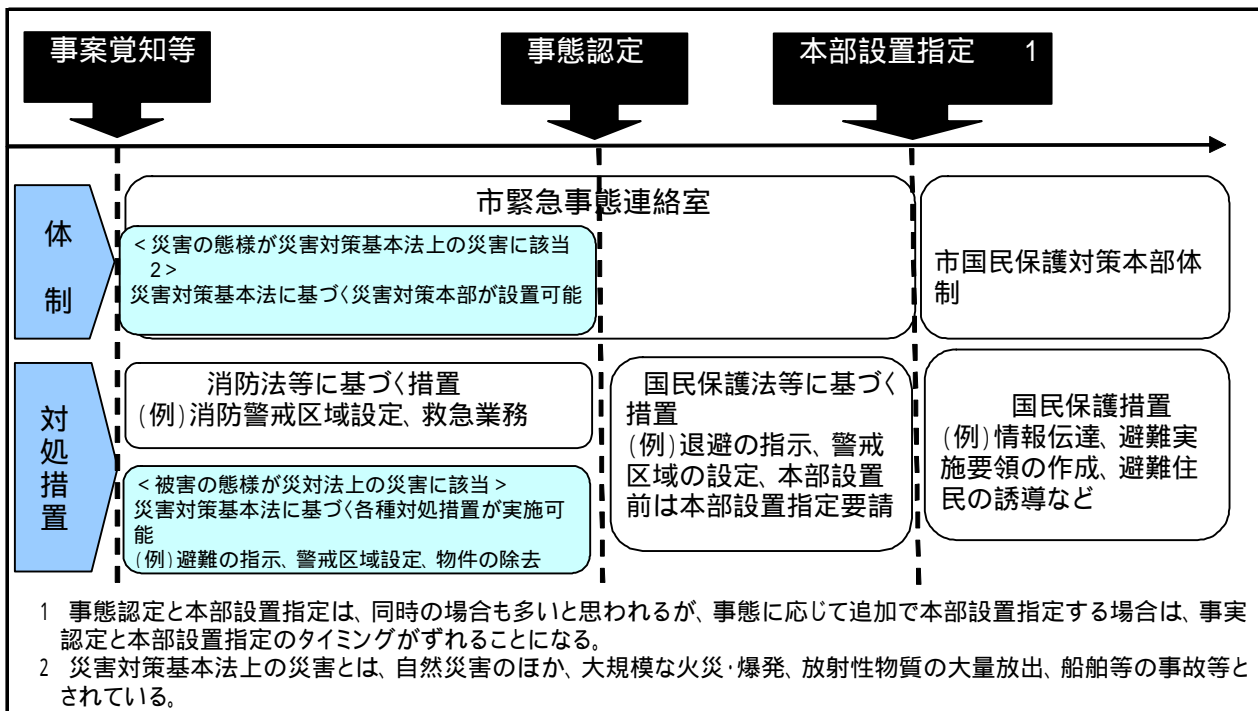 事案覚知等
事態認定
本部設置指定 1
体
制
市緊急事態連絡室
<災害の態様が災害対策基本法上の災害に該当
2>
災害対策基本法に基づく災害対策本部が設置可能
市国民保護対策本部体
制
対
処
措
置
消防法等に基づく措置
(例)消防警戒区域設定、救急業務
<被害の態様が災対法上の災害に該当>
災害対策基本法に基づく各種対処措置が実施可
能
(例)避難の指示、警戒区域設定、物件の除去
国民保護法等に基づく
措置
(例)退避の指示、警戒
区域の設定、本部設置
前は本部設置指定要請
国民保護措置
(例)情報伝達、避難実
施要領の作成、避難住
民の誘導など
1 事態認定と本部設置指定は、同時の場合も多いと思われるが、事態に応じて追加で本部設置指定する場合は、事実
認定と本部設置指定のタイミングがずれることになる。
2 災害対策基本法上の災害とは、自然災害のほか、大規模な火災・爆発、放射性物質の大量放出、船舶等の事故等と
されている。